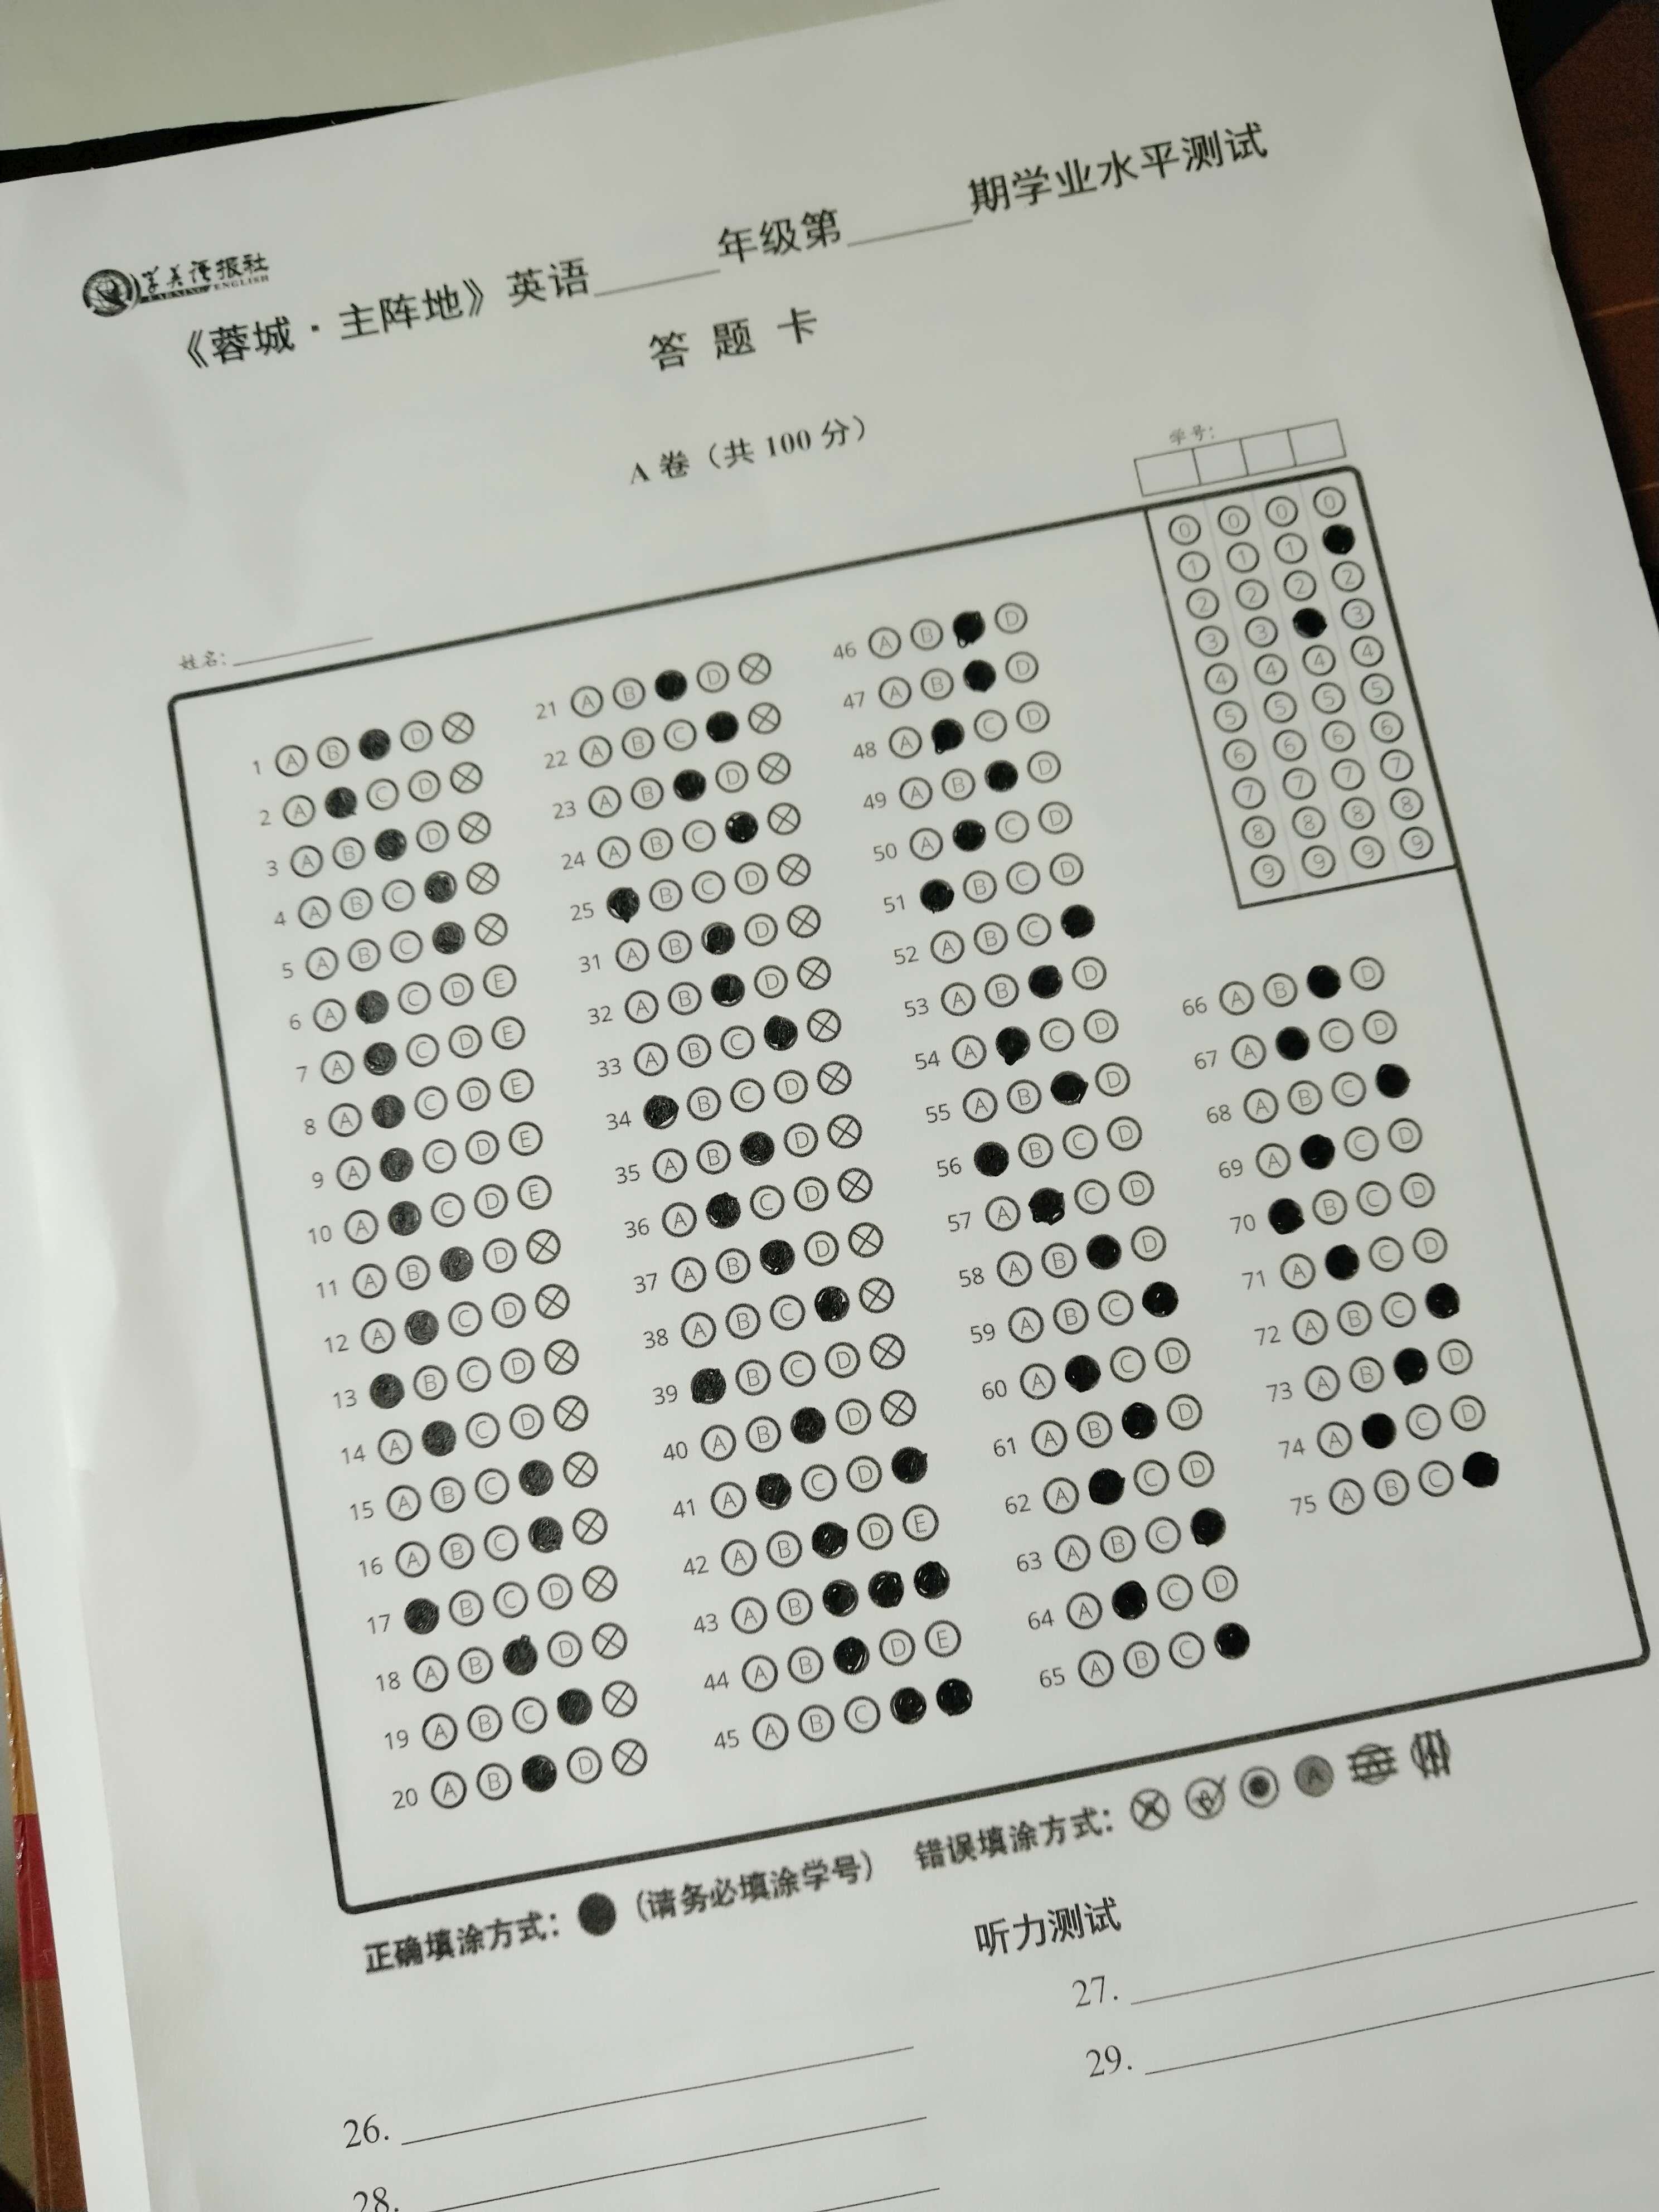 学英语报社
LEARNING ENGLISH
《蓉城·主阵地》英语______年级第______期学业水平测试
答 题 卡
A 卷（共 100 分）
学号：
姓名：
0 0 0 0
1 1 1
2 2 2 2
3 3 3
4 4 4 4
5 5 5 5
6 6 6 6
7 7 7 7
8 8 8 8
9 9 9 9
1 A B D
2 A C D
3 A B D
4 A B C
5 A B C
6 A C D E
7 A C D E
8 A C D E
9 A C D E
10 A C D E
11 A B D
12 A C D
13 B C D
14 A C D
15 A B C
16 A B C
17 B C D
18 A B D
19 A B C
20 A B D
21 A B D
22 A B C
23 A B D
24 A B C
25 B C D
31 A B D
32 A B D
33 A B C
34 B C D
35 A B D
36 A C D
37 A B D
38 A B C
39 B C D
40 A B D
41 A C D
42 A B D E
43 A B
44 A B D E
45 A B C
46 A B D
47 A B D
48 A C D
49 A B D
50 A C D
51 B C D
52 A B C
53 A B D
54 A C D
55 A B D
56 B C D
57 A C D
58 A B D
59 A B C
60 A C D
61 A B D
62 A C D
63 A B C
64 A C D
65 A B C
66 A B D
67 A C D
68 A B C
69 A C D
70 B C D
71 A C D
72 A B C
73 A B D
74 A C D
75 A B C
正确填涂方式：（请务必填涂学号） 错误填涂方式：
听力测试
26.
27.
28.
29.